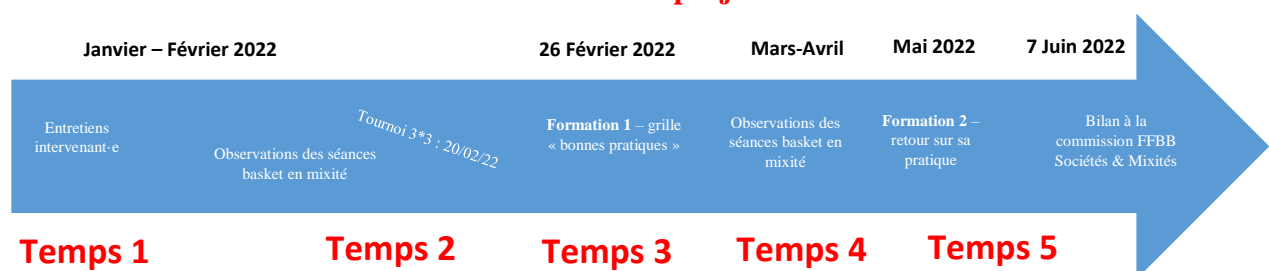 Janvier – Février 2022
26 Février 2022
Mars-Avril
Mai 2022
7 Juin 2022
Entretiens
intervenant·e
Observations des séances
basket en mixité
Tournoi 3*3 : 20/02/22
Formation 1 – grille
« bonnes pratiques »
Observations des
séances basket en
mixité
Formation 2 –
retour sur sa
pratique
Bilan à la
commission FFBB
Sociétés & Mixités
Temps 1
Temps 2
Temps 3
Temps 4
Temps 5